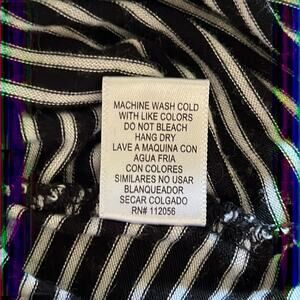 MACHINE WASH COLD
WITH LIKE COLORS
DO NOT BLEACH
HANG DRY
LAVE A MAQUINA CON
AGUA FRIA
CON COLORES
SIMILARES NO USAR
BLANQUEADOR
SECAR COLGADO
RN# 112056